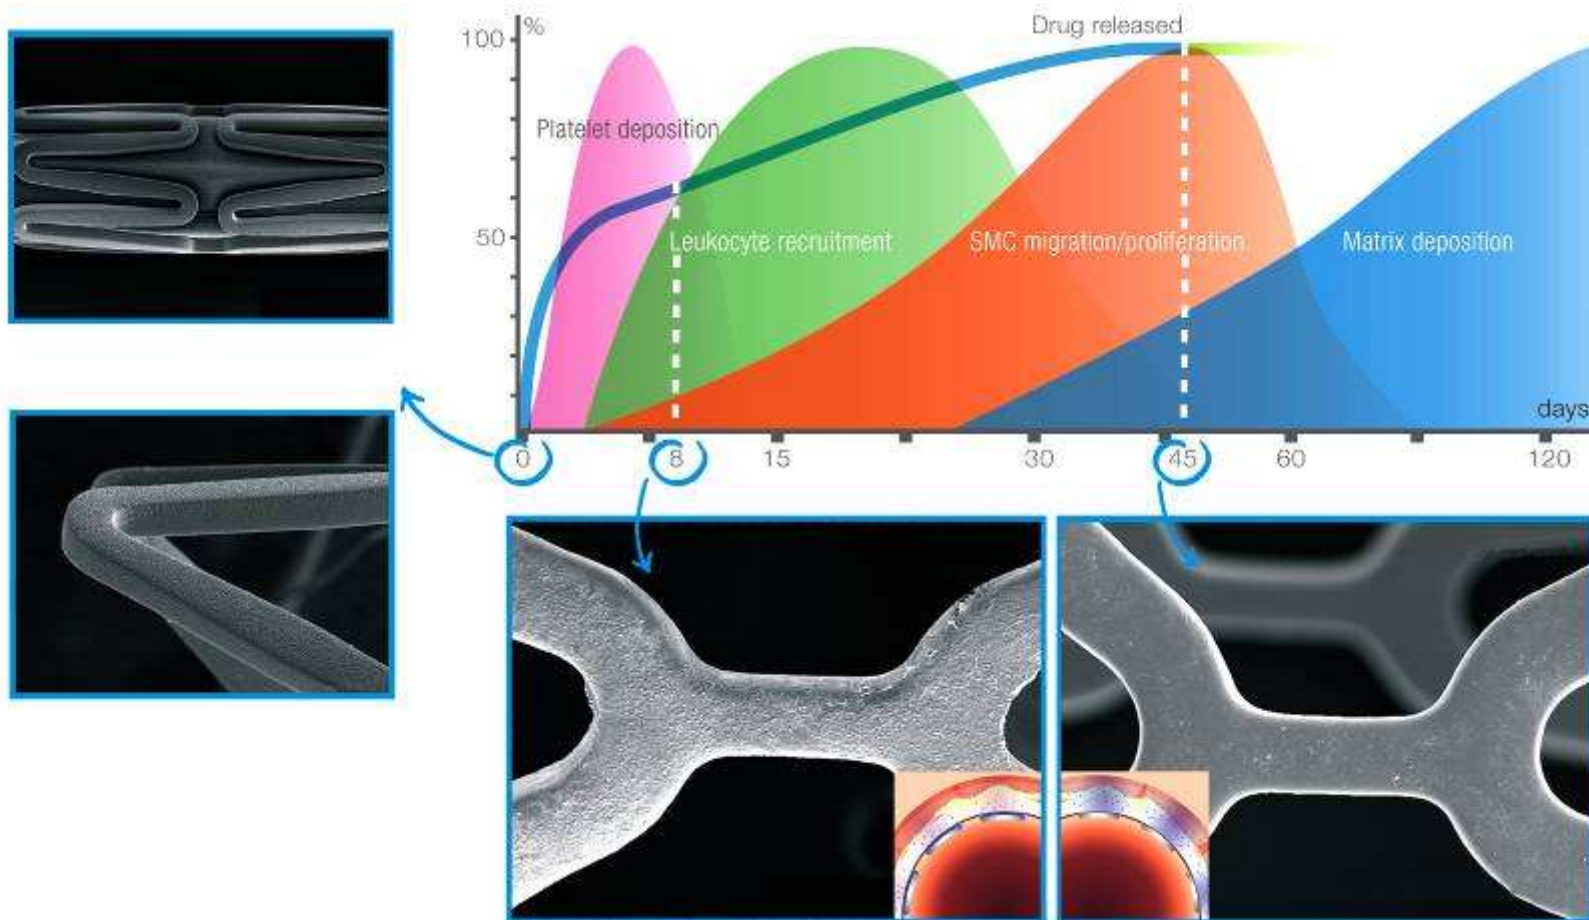 %
100
Drug released
Platelet deposition
50
Leukocyte recruitment
SMC migration/proliferation
Matrix deposition
days
0
8
15
30
45
60
120